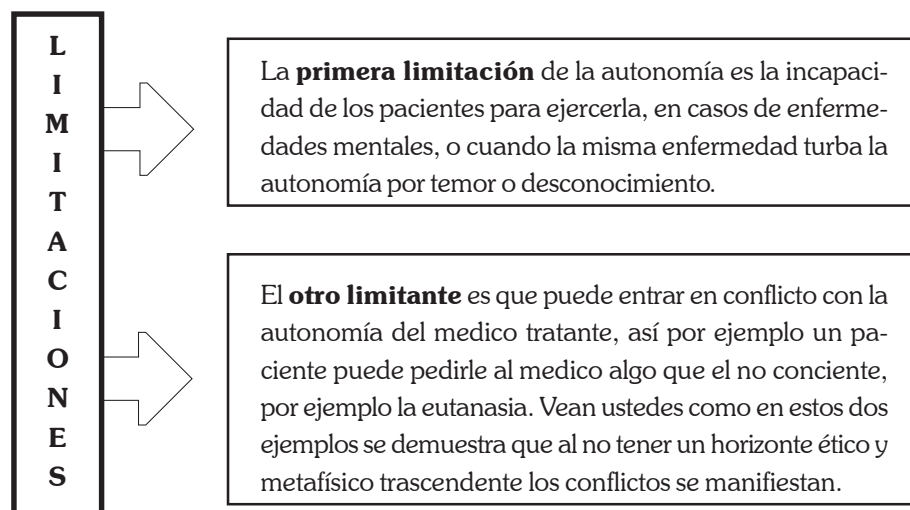 LIMITACIONES
La primera limitación de la autonomía es la incapaci-
dad de los pacientes para ejercerla, en casos de enferme-
dades mentales, o cuando la misma enfermedad turba la
autonomía por temor o desconocimiento.
El otro limitante es que puede entrar en conflicto con la
autonomía del medico tratante, así por ejemplo un pa-
ciente puede pedirle al medico algo que el no conciente,
por ejemplo la eutanasia. Vean ustedes como en estos dos
ejemplos se demuestra que al no tener un horizonte ético y
metafísico trascendente los conflictos se manifiestan.